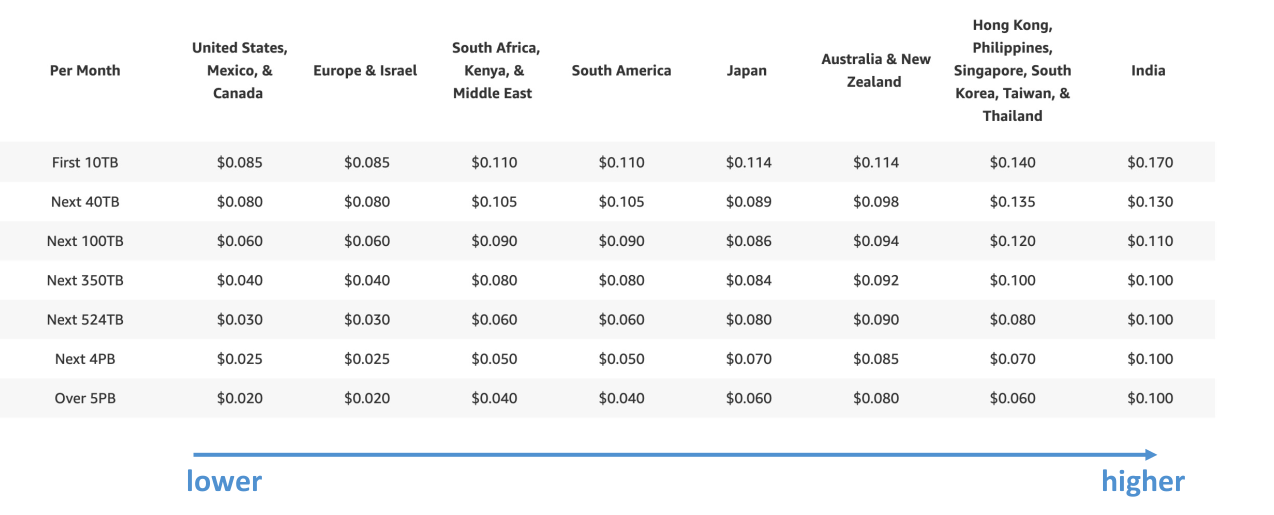 Per Month
United States,
Mexico, &
Canada
Europe & Israel
South Africa,
Kenya, &
Middle East
South America
Japan
Australia & New
Zealand
Hong Kong,
Philippines,
Singapore, South
Korea, Taiwan, &
Thailand
India
First 10TB $0.085 $0.085 $0.110 $0.110 $0.114 $0.114 $0.140 $0.170
Next 40TB $0.080 $0.080 $0.105 $0.105 $0.089 $0.098 $0.135 $0.130
Next 100TB $0.060 $0.060 $0.090 $0.090 $0.086 $0.094 $0.120 $0.110
Next 350TB $0.040 $0.040 $0.080 $0.080 $0.084 $0.092 $0.100 $0.100
Next 524TB $0.030 $0.030 $0.060 $0.060 $0.080 $0.090 $0.080 $0.100
Next 4PB $0.025 $0.025 $0.050 $0.050 $0.070 $0.085 $0.070 $0.100
Over 5PB $0.020 $0.020 $0.040 $0.040 $0.060 $0.080 $0.060 $0.100
lower higher